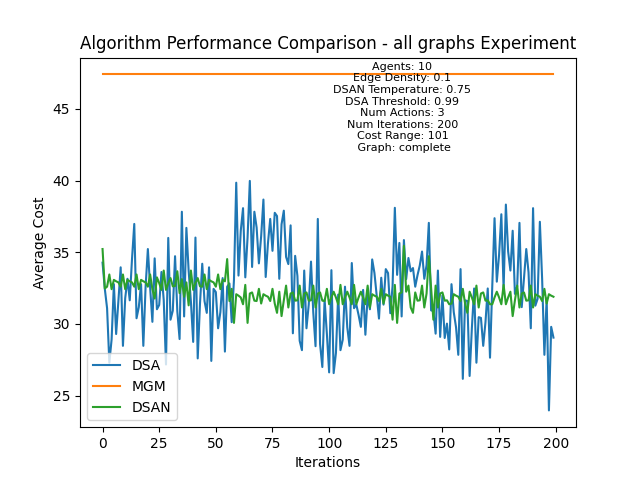 Algorithm Performance Comparison - all graphs Experiment
Agents: 10
Edge Density: 0.1
DSAN Temperature: 0.75
DSA Threshold: 0.99
Num Actions: 3
Num Iterations: 200
Cost Range: 101
Graph: complete
Average Cost
45
40
35
30
25
DSA
MGM
DSAN
0
25
50
75
100
125
150
175
200
Iterations